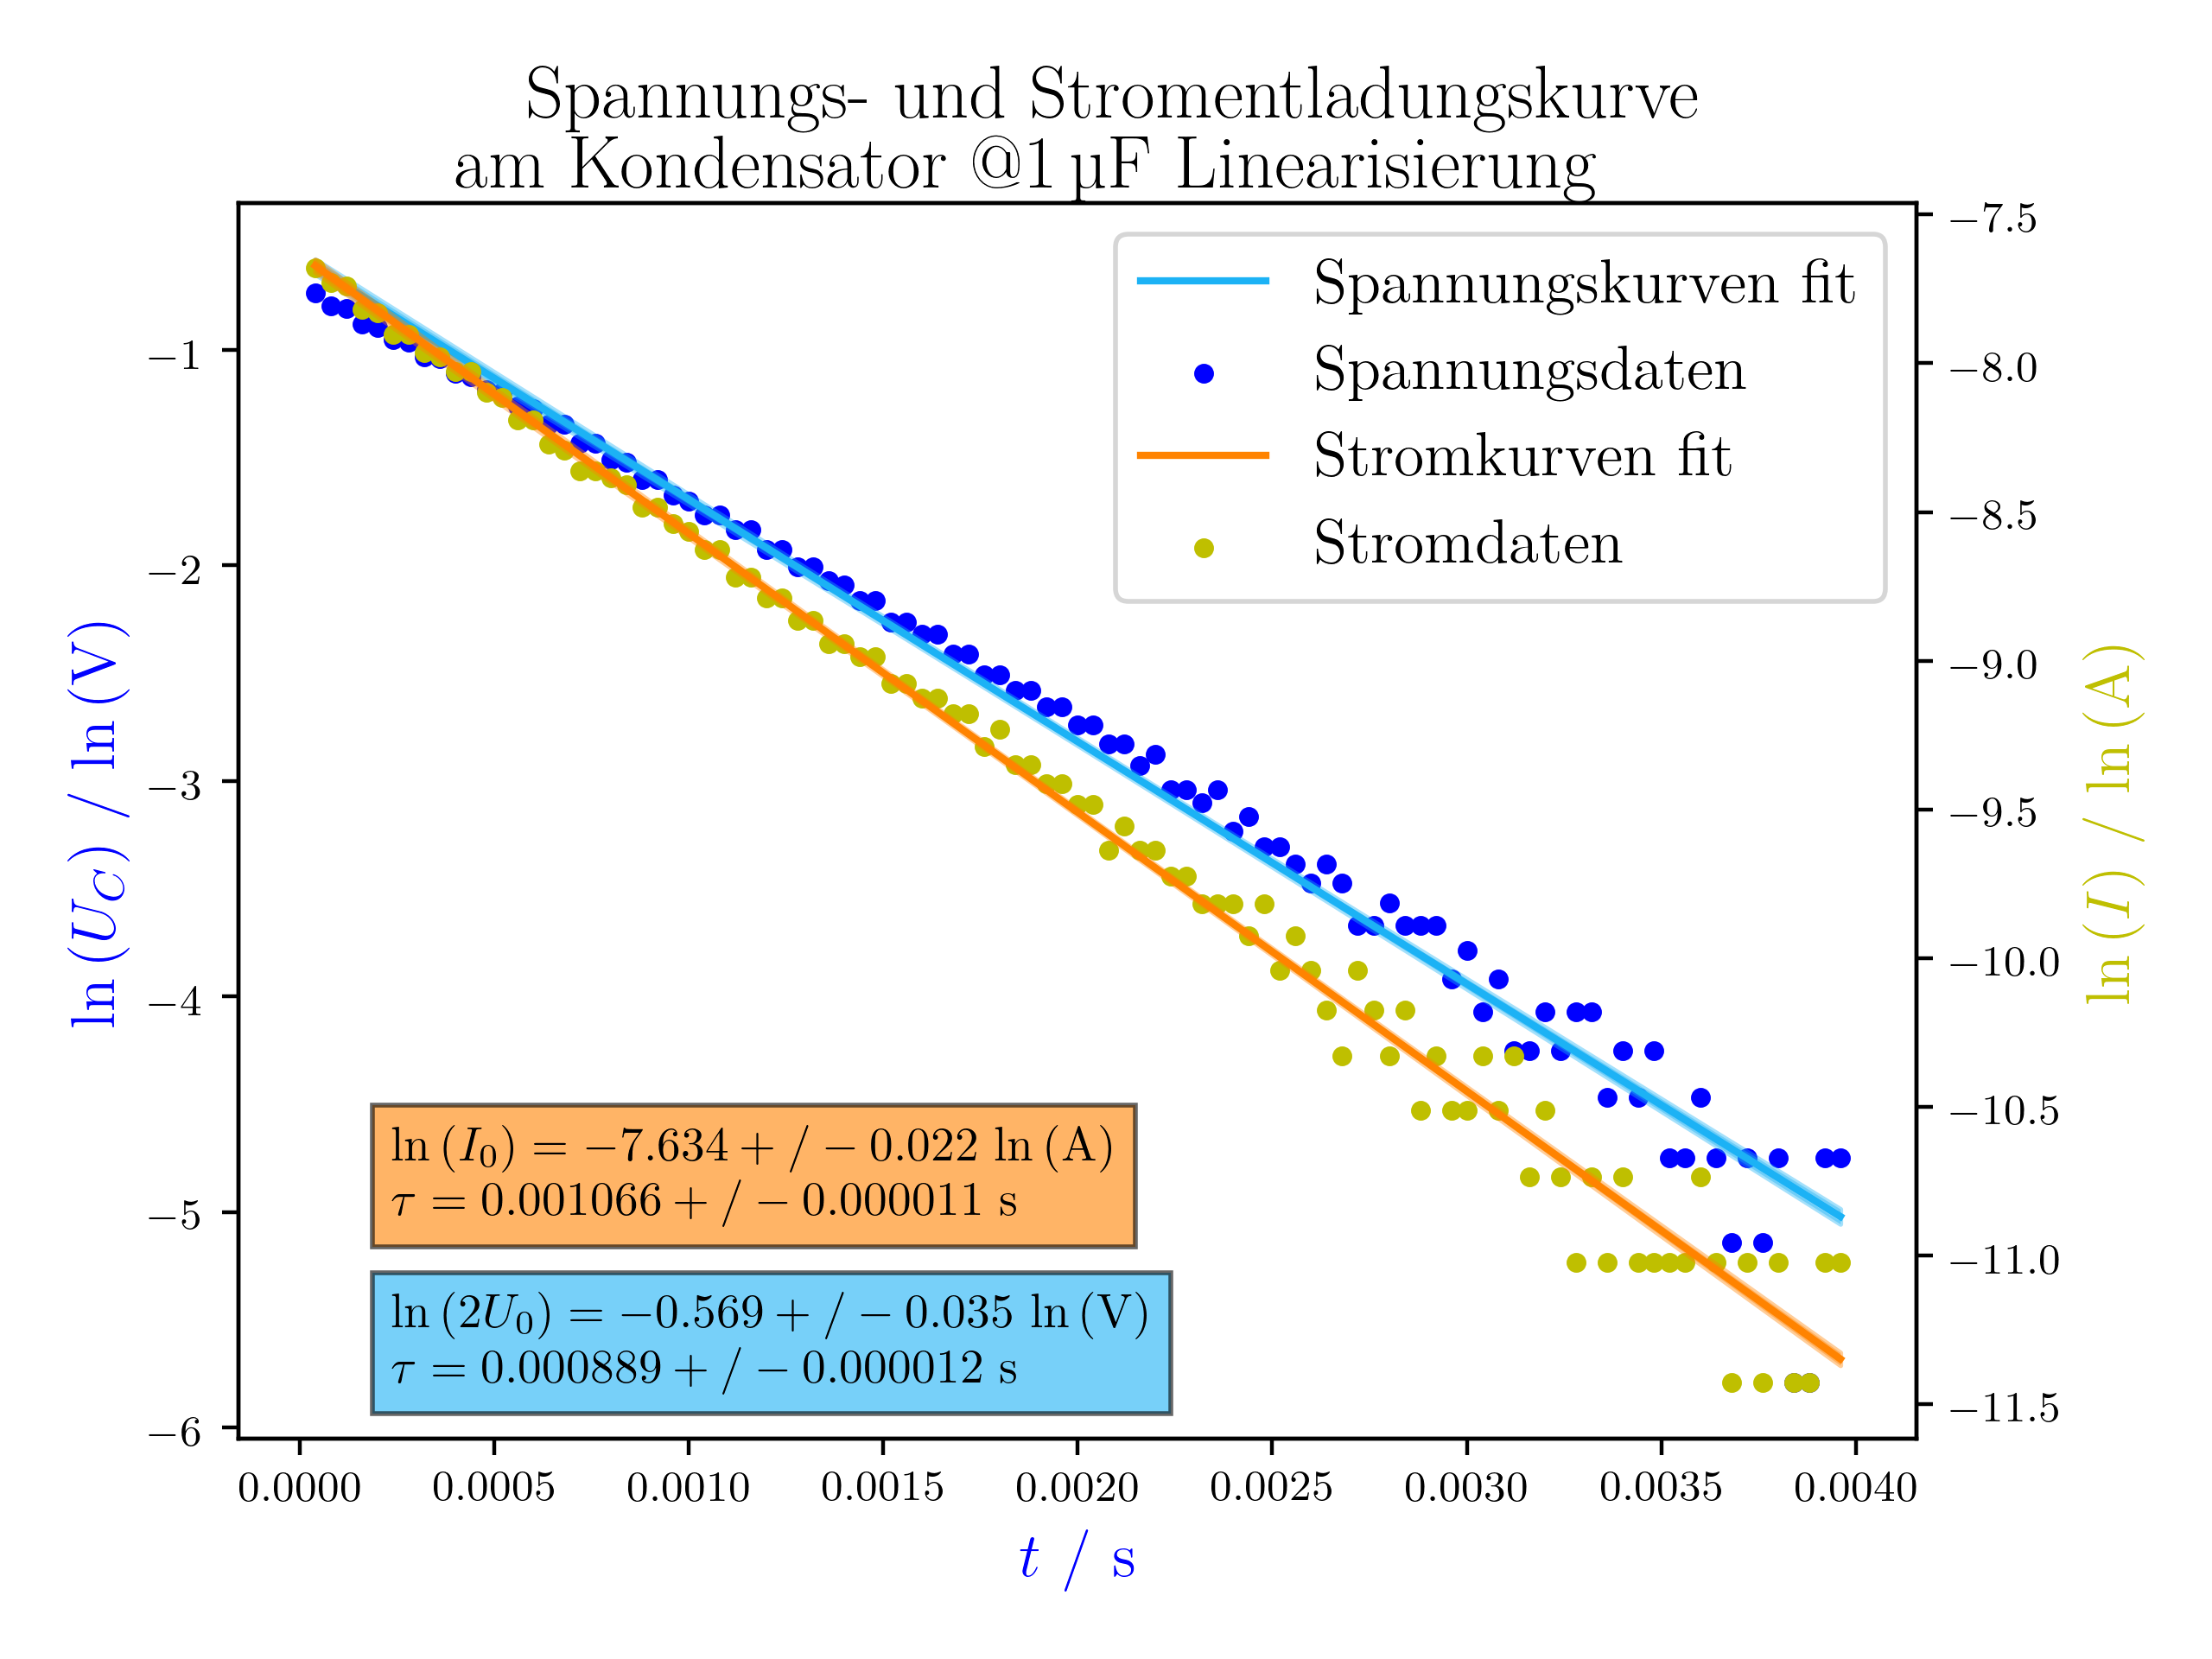 Spannungs- und Stromentladungskurve
am Kondensator @1 µF Linearisierung
Spannungskurven fit
Spannungsdaten
Stromkurven fit
Stromdaten
ln (U_C) / ln (V)
−1
−2
−3
−4
−5
−6
−7.5
−8.0
−8.5
−9.0
−9.5
−10.0
−10.5
−11.0
−11.5
ln (I) / ln (A)
ln (I₀) = −7.634 + / − 0.022 ln (A)
τ = 0.001066 + / − 0.000011 s
ln (2U₀) = −0.569 + / − 0.035 ln (V)
τ = 0.000889 + / − 0.000012 s
0.0000 0.0005 0.0010 0.0015 0.0020 0.0025 0.0030 0.0035 0.0040
t / s